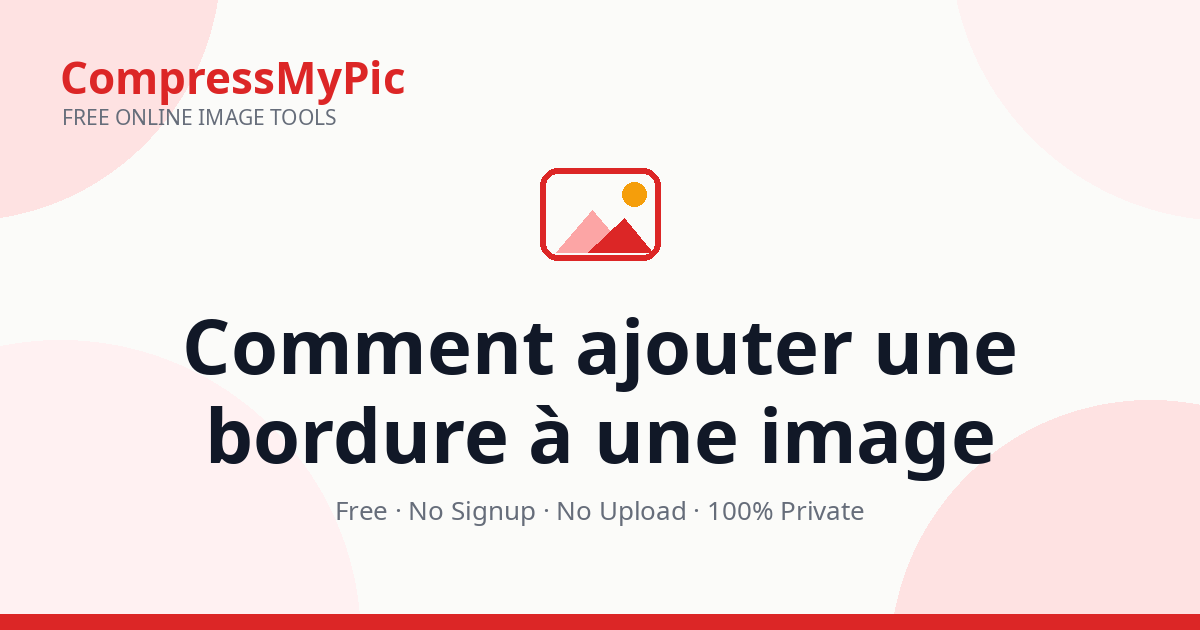 CompressMyPic
FREE ONLINE IMAGE TOOLS
Comment ajouter une
bordure à une image
Free · No Signup · No Upload · 100% Private